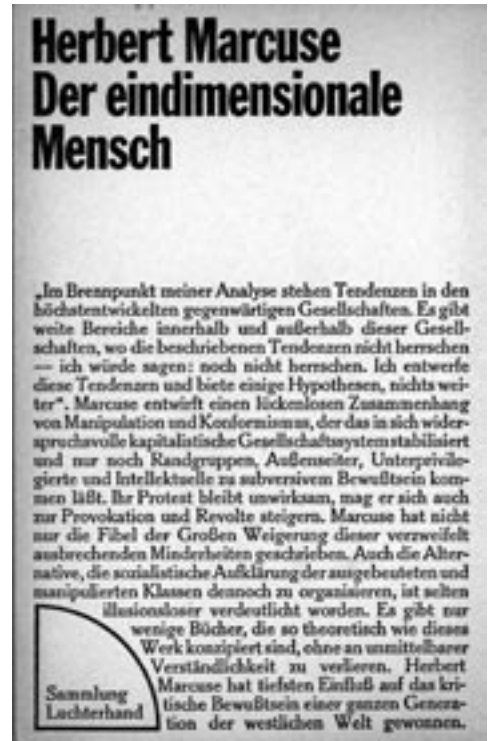 Herbert Marcuse
Der eindimensionale
Mensch
„Im Brennpunkt meiner Analyse stehen Tendenzen in den
höchstentwickelten gegenwärtigen Gesellschaften. Es gibt
weite Bereiche innerhalb und außerhalb dieser Gesell-
schaften, wo die beschriebenen Tendenzen nicht herrschen
— ich würde sagen: noch nicht herrschen. Ich entwerfe
diese Tendenzen und biete einige Hypothesen, nichts wei-
ter“. Marcuse entwirft einen lückenlosen Zusammenhang
von Manipulation und Konformismus, der das in sich wider-
spruchsvolle kapitalistische Gesellschaftssystem stabilisiert
und nur noch Randgruppen, Außenseiter, Unterprivile-
gierte und Intellektuelle zu subversivem Bewußtsein kom-
men läßt. Ihr Protest bleibt unwirksam, mag er sich auch
zur Provokation und Revolte steigern. Marcuse hat nicht
nur die Fibel der Großen Weigerung dieser verzweifelt
ausbrechenden Minderheiten geschrieben. Auch die Alter-
native, die sozialistische Aufklärung der ausgebeuteten und
manipulierten Klassen dennoch zu organisieren, ist selten
illusionsloser verdeutlicht worden. Es gibt nur
wenige Bücher, die so theoretisch wie dieses
Werk konzipiert sind, ohne an unmittelbarer
Verständlichkeit zu verlieren. Herbert
Marcuse hat tiefsten Einfluß auf das kri-
tische Bewußtsein einer ganzen Genera-
tion der westlichen Welt gewonnen.
Sammlung
Luchterhand